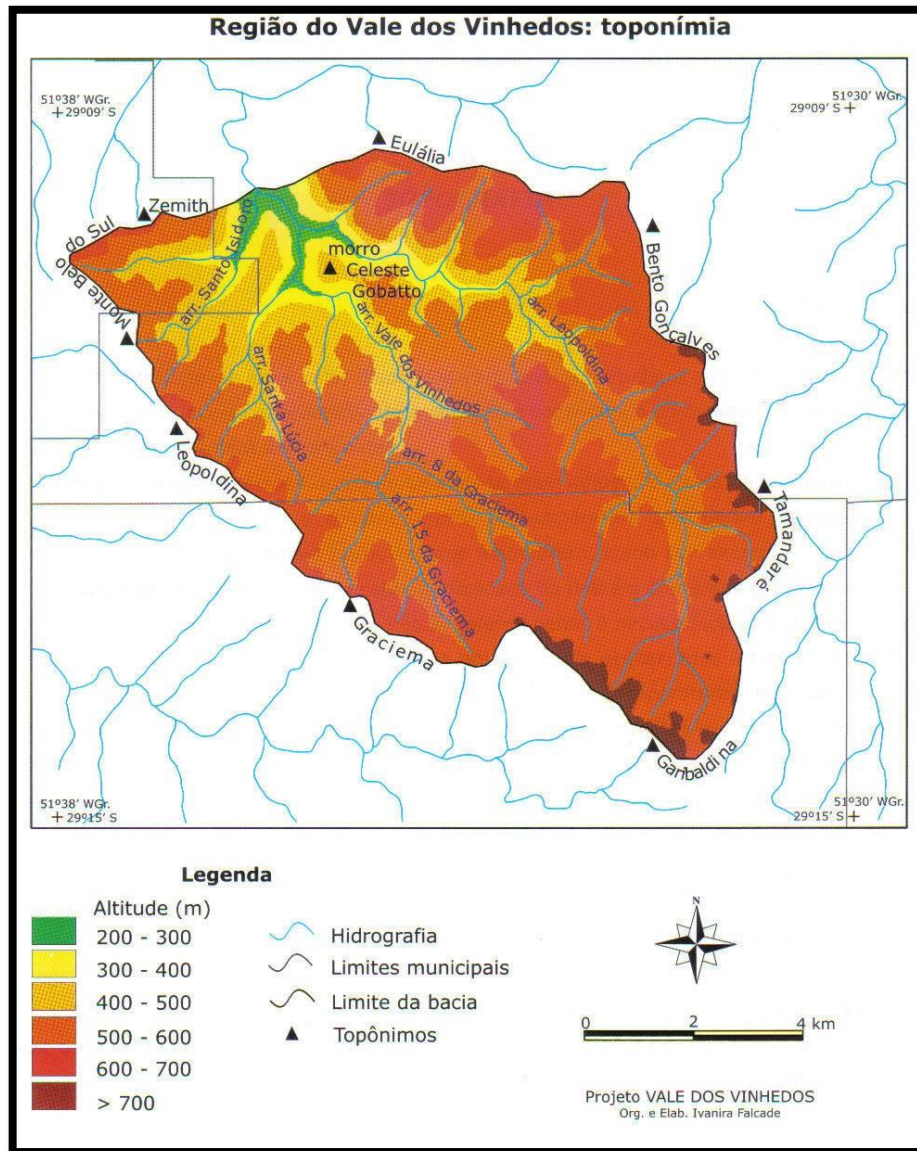 Região do Vale dos Vinhedos: toponímia
51º38' WGr.
29º09' S
51º30' WGr.
29º09' S
Eulália
Zemith
Monte Belo do Sul
arr. Santo Isidoro
morro
Celeste
Gobatto
Bento Gonçalves
arr. Leopoldina
arr. Vale dos Vinhedos
arr. Santa Lúcia
Leopoldina
arr. 8 da Graciema
arr. 15 da Graciema
Tamandaré
Graciema
Garibaldina
51º38' WGr.
29º15' S
51º30' WGr.
29º15' S
Legenda
Altitude (m)
200 - 300
300 - 400
400 - 500
500 - 600
600 - 700
> 700
Hidrografia
Limites municipais
Limite da bacia
Topônimos
N
0 2 4 km
Projeto VALE DOS VINHEDOS
Org. e Elab. Ivanira Falcade